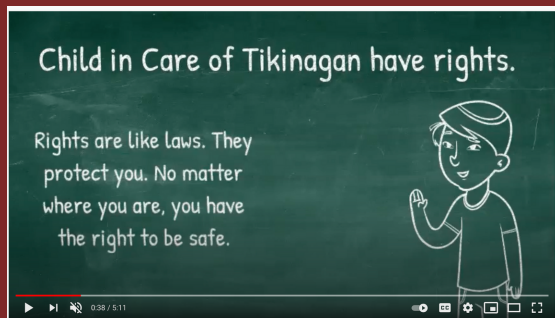 Child in Care of Tikinagan have rights.
Rights are like laws. They
protect you. No matter
where you are, you have
the right to be safe.
0:38 / 5:11
CC